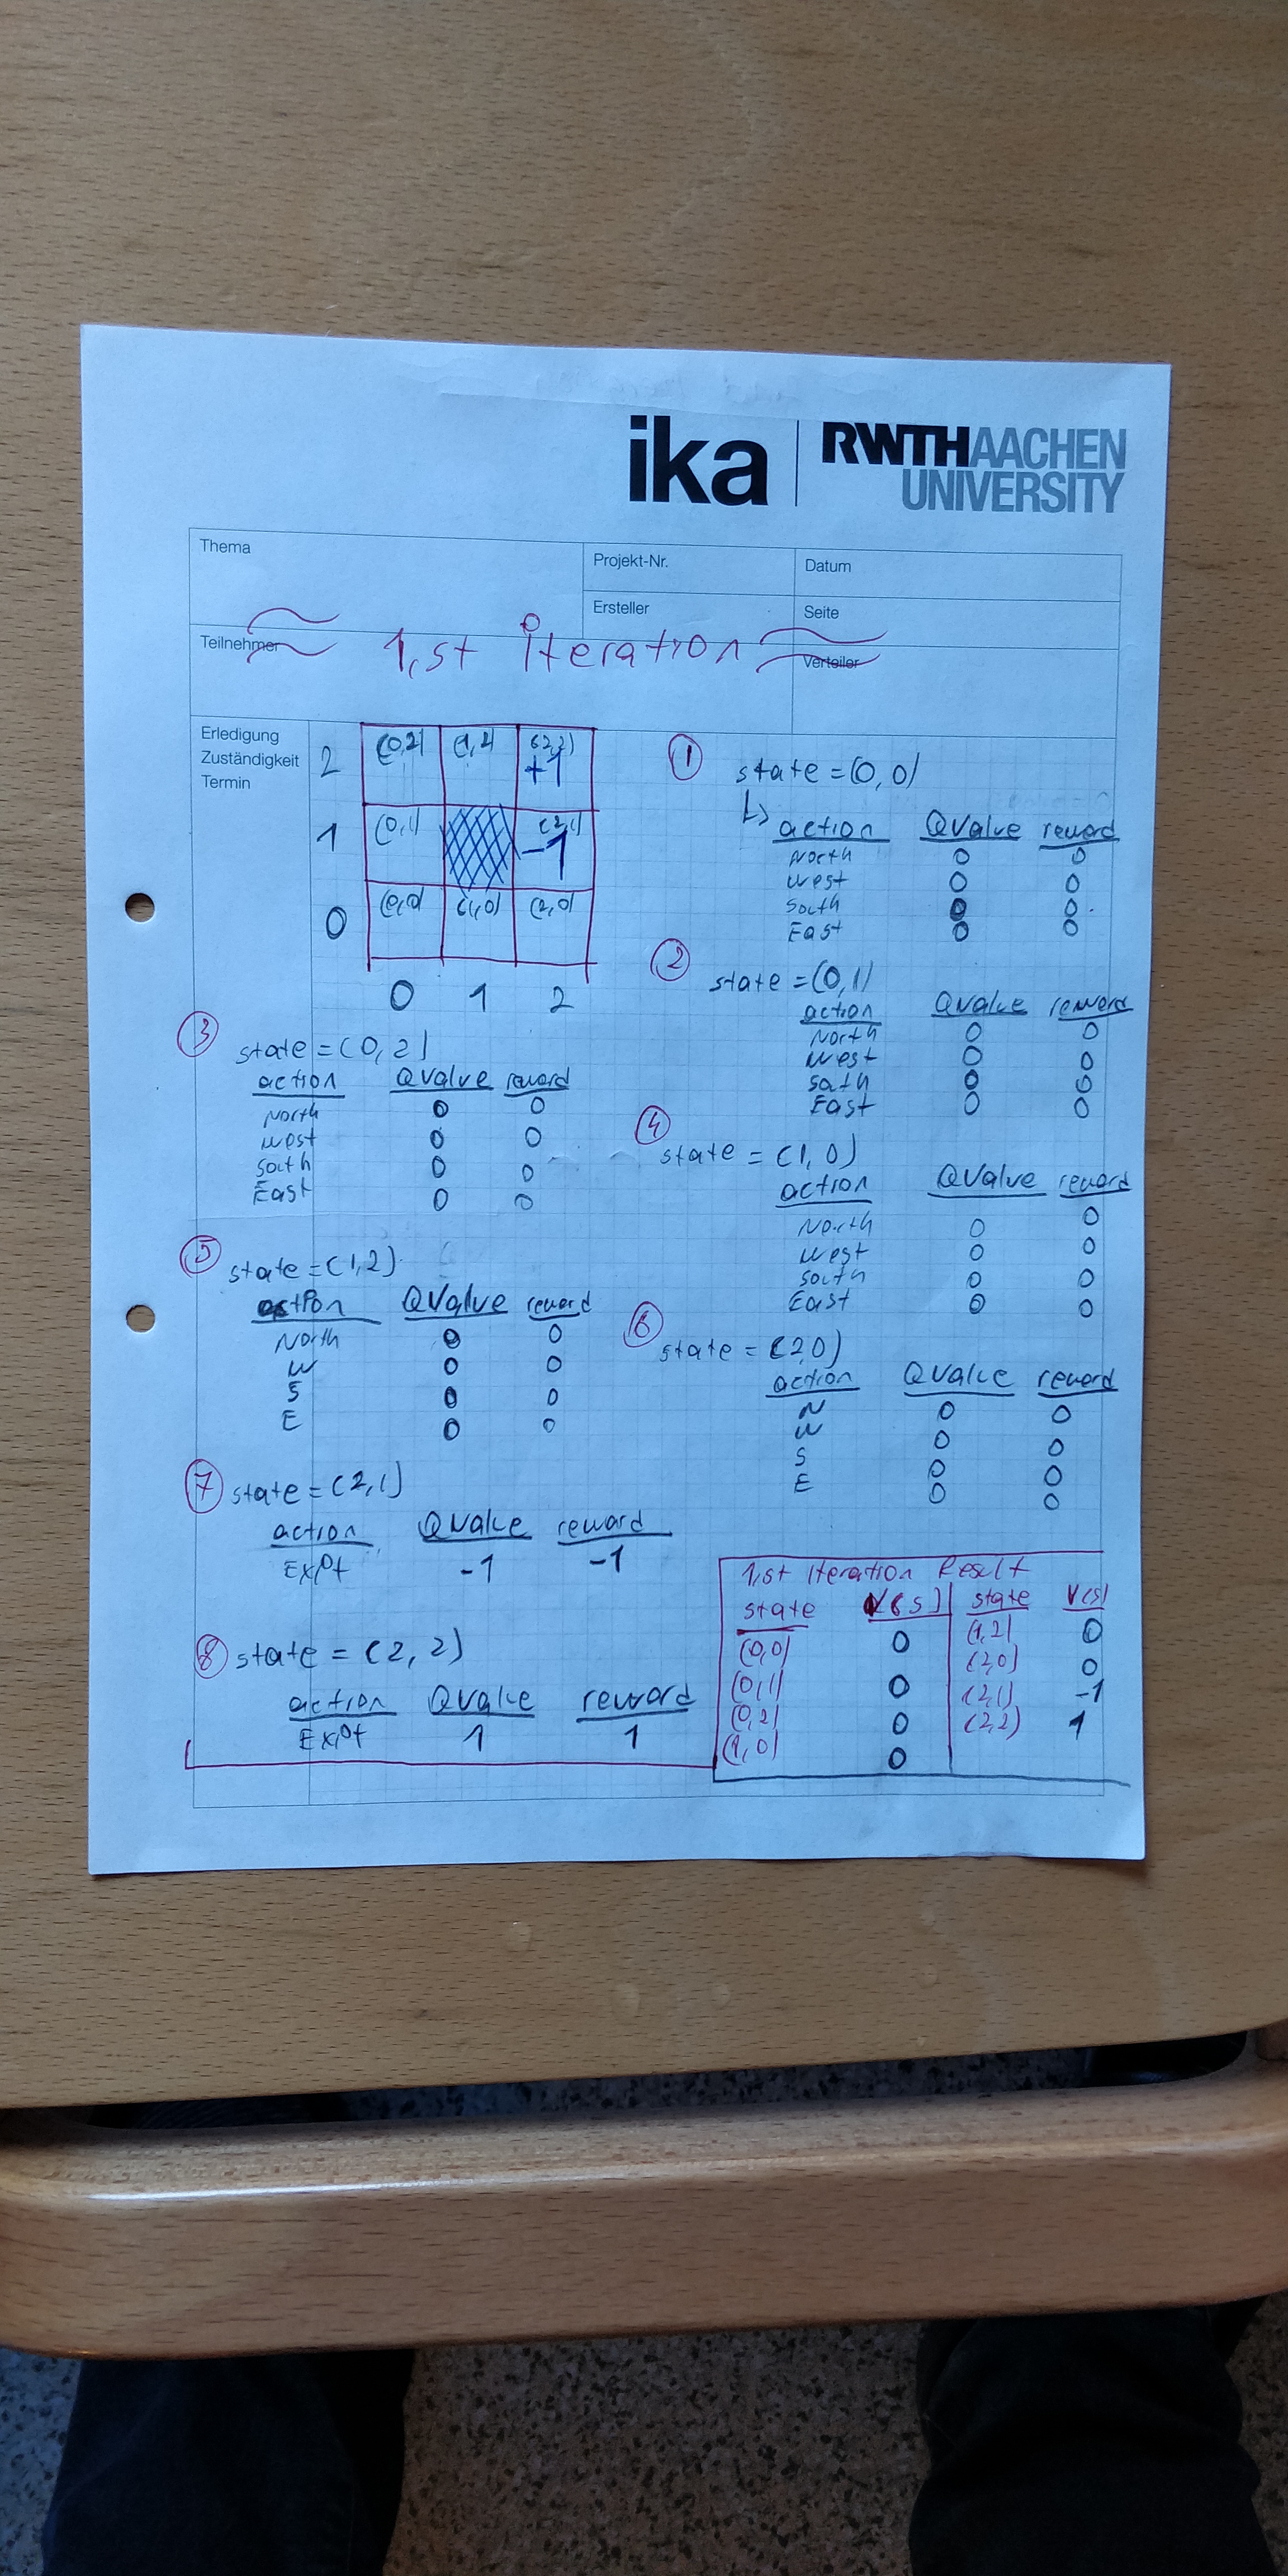 ika | RWTHAACHEN
UNIVERSITY
Thema
Projekt-Nr.
Datum
Ersteller
Seite
Teilnehmer
Verteiler
1,st iteration
Erledigung
Zuständigkeit
Termin
2 (0,2) (1,2) (2,2)
+1
1 (0,1) (2,1)
-1
0 (0,0) (1,0) (2,0)
0 1 2
1 state = (0,0)
action QValue reward
North 0 0
West 0 0
South 0 0
East 0 0
2 state = (0,1)
action QValue reward
North 0 0
West 0 0
South 0 0
East 0 0
3 state = (0,2)
action QValue reward
North 0 0
West 0 0
South 0 0
East 0 0
4 state = (1,0)
action QValue reward
North 0 0
West 0 0
South 0 0
East 0 0
5 state = (1,2)
action QValue reward
North 0 0
W 0 0
S 0 0
E 0 0
6 state = (2,0)
action QValue reward
N 0 0
W 0 0
S 0 0
E 0 0
7 state = (2,1)
action QValue reward
Exit -1 -1
8 state = (2,2)
action QValue reward
Exit 1 1
1,st Iteration Result
state V(s) state V(s)
(0,0) 0 (1,2) 0
(0,1) 0 (2,0) 0
(0,2) 0 (2,1) -1
(1,0) 0 (2,2) 1